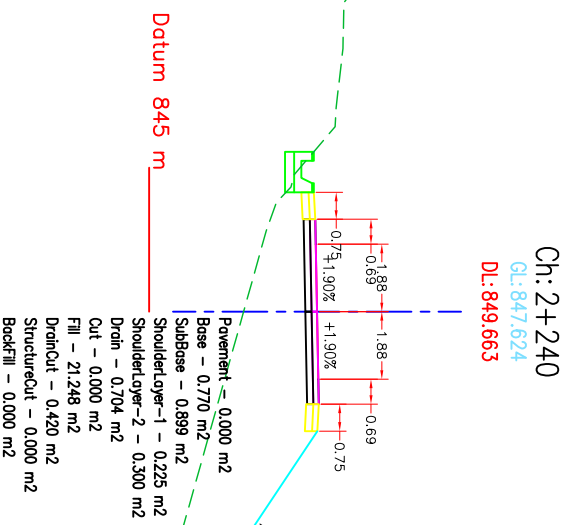 Ch: 2+240
GL: 847.624
DL: 849.663
1.88
1.88
0.69
0.69
0.75
0.75
+1.90%
+1.90%
Datum 845 m
Pavement - 0.000 m2
Base - 0.770 m2
SubBase - 0.899 m2
ShoulderLayer-1 - 0.225 m2
ShoulderLayer-2 - 0.300 m2
Drain - 0.704 m2
Cut - 0.000 m2
Fill - 21.248 m2
DrainCut - 0.420 m2
StructureCut - 0.000 m2
BackFill - 0.000 m2